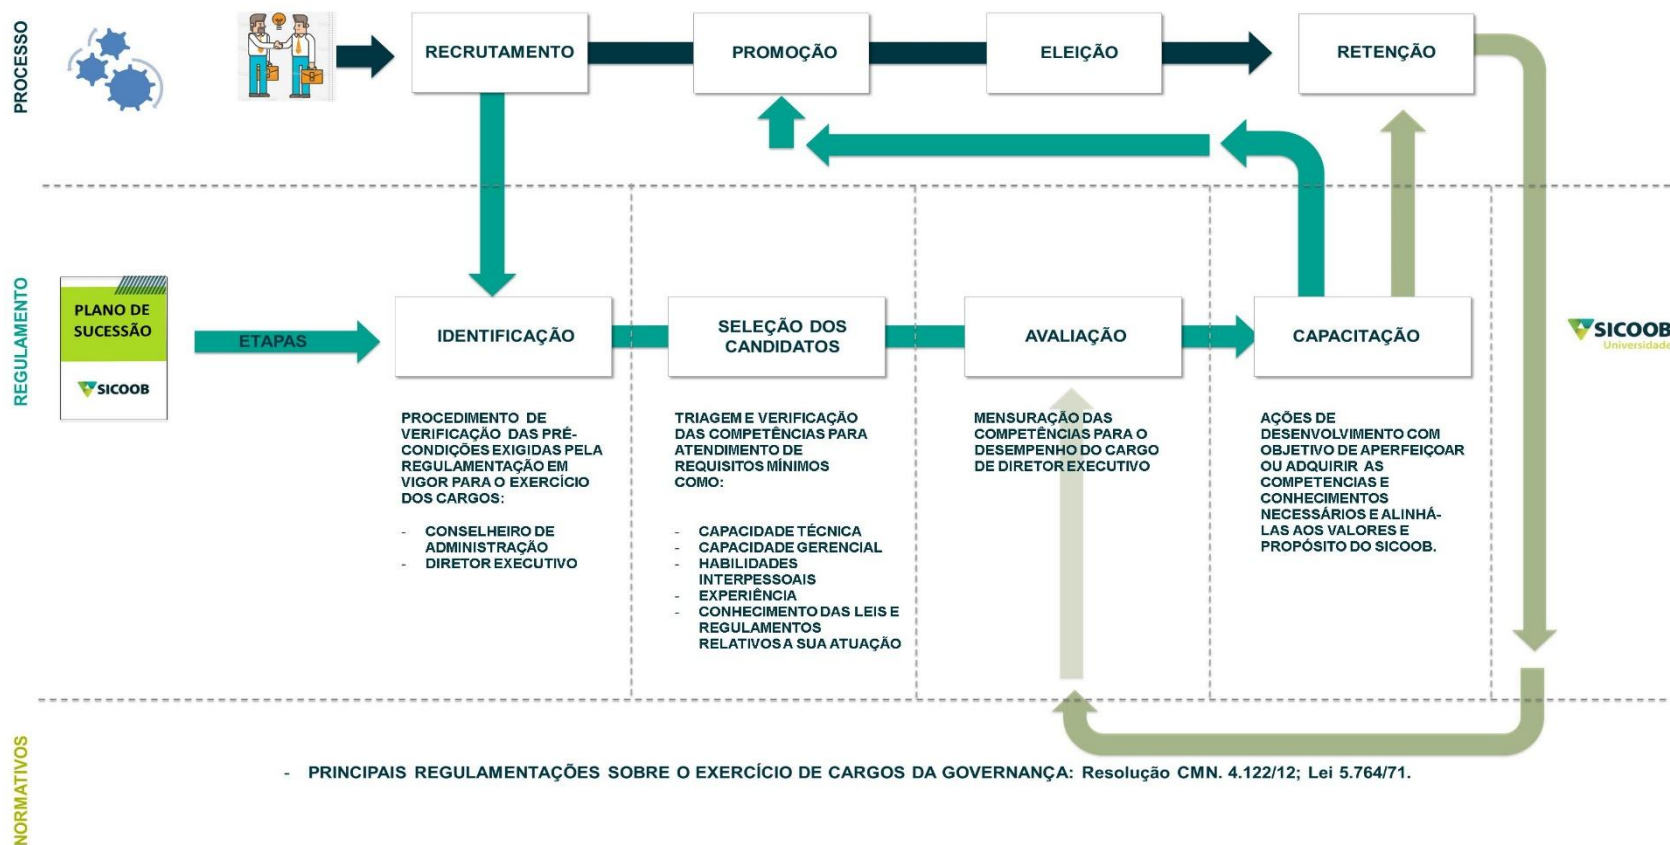 PROCESSO
RECRUTAMENTO
PROMOÇÃO
ELEIÇÃO
RETENÇÃO
REGULAMENTO
PLANO DE
SUCESSÃO
SICOOB
ETAPAS
IDENTIFICAÇÃO
SELEÇÃO DOS
CANDIDATOS
AVALIAÇÃO
CAPACITAÇÃO
SICOOB
Universidade
PROCEDIMENTO DE
VERIFICAÇÃO DAS PRÉ-
CONDIÇÕES EXIGIDAS PELA
REGULAMENTAÇÃO EM
VIGOR PARA O EXERCÍCIO
DOS CARGOS:
- CONSELHEIRO DE
ADMINISTRAÇÃO
- DIRETOR EXECUTIVO
TRIAGEM E VERIFICAÇÃO
DAS COMPETÊNCIAS PARA
ATENDIMENTO DE
REQUISITOS MÍNIMOS
COMO:
- CAPACIDADE TÉCNICA
- CAPACIDADE GERENCIAL
- HABILIDADES
INTERPESSOAIS
- EXPERIÊNCIA
- CONHECIMENTO DAS LEIS E
REGULAMENTOS
RELATIVOS A SUA ATUAÇÃO
MENSURAÇÃO DAS
COMPETÊNCIAS PARA O
DESEMPENHO DO CARGO
DE DIRETOR EXECUTIVO
AÇÕES DE
DESENVOLVIMENTO COM
OBJETIVO DE APERFEIÇOAR
OU ADQUIRIR AS
COMPETENCIAS E
CONHECIMENTOS
NECESSÁRIOS E ALINHÁ-
LAS AOS VALORES E
PROPÓSITO DO SICOOB.
NORMATIVOS
- PRINCIPAIS REGULAMENTAÇÕES SOBRE O EXERCÍCIO DE CARGOS DA GOVERNANÇA: Resolução CMN. 4.122/12; Lei 5.764/71.